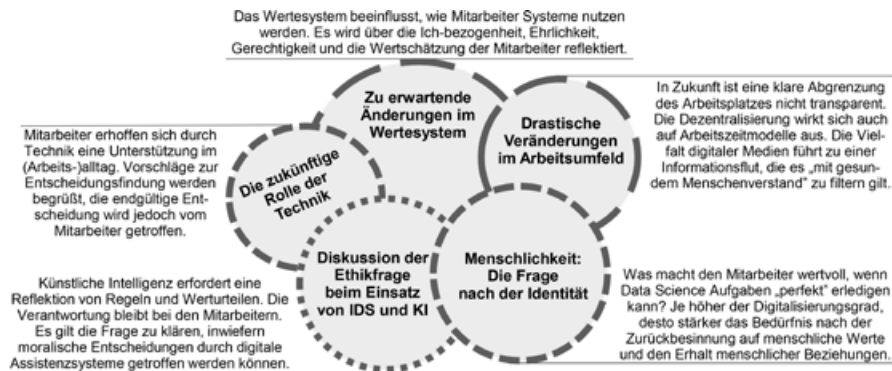 Das Wertesystem beeinflusst, wie Mitarbeiter Systeme nutzen
werden. Es wird über die Ich-bezogenheit, Ehrlichkeit,
Gerechtigkeit und die Wertschätzung der Mitarbeiter reflektiert.
Zu erwartende
Änderungen im
Wertesystem
In Zukunft ist eine klare Abgrenzung
des Arbeitsplatzes nicht transparent.
Die Dezentralisierung wirkt sich auch
auf Arbeitszeitmodelle aus. Die Viel-
falt digitaler Medien führt zu einer
Informationsflut, die es „mit gesun-
dem Menschenverstand" zu filtern gilt.
Drastische
Veränderungen
im Arbeitsumfeld
Mitarbeiter erhoffen sich durch
Technik eine Unterstützung im
(Arbeits-)alltag. Vorschläge zur
Entscheidungsfindung werden
begrüßt, die endgültige Ent-
scheidung wird jedoch vom
Mitarbeiter getroffen.
Die zukünftige
Rolle der
Technik
Diskussion der
Ethikfrage
beim Einsatz
von IDS und KI
Menschlichkeit:
Die Frage
nach der Identität
Künstliche Intelligenz erfordert eine
Reflektion von Regeln und Werturteilen. Die
Verantwortung bleibt bei den Mitarbeitern.
Es gilt die Frage zu klären, inwiefern
moralische Entscheidungen durch digitale
Assistenzsysteme getroffen werden können.
Was macht den Mitarbeiter wertvoll, wenn
Data Science Aufgaben „perfekt" erledigen
kann? Je höher der Digitalisierungsgrad,
desto stärker das Bedürfnis nach der
Zurückbesinnung auf menschliche Werte
und den Erhalt menschlicher Beziehungen.